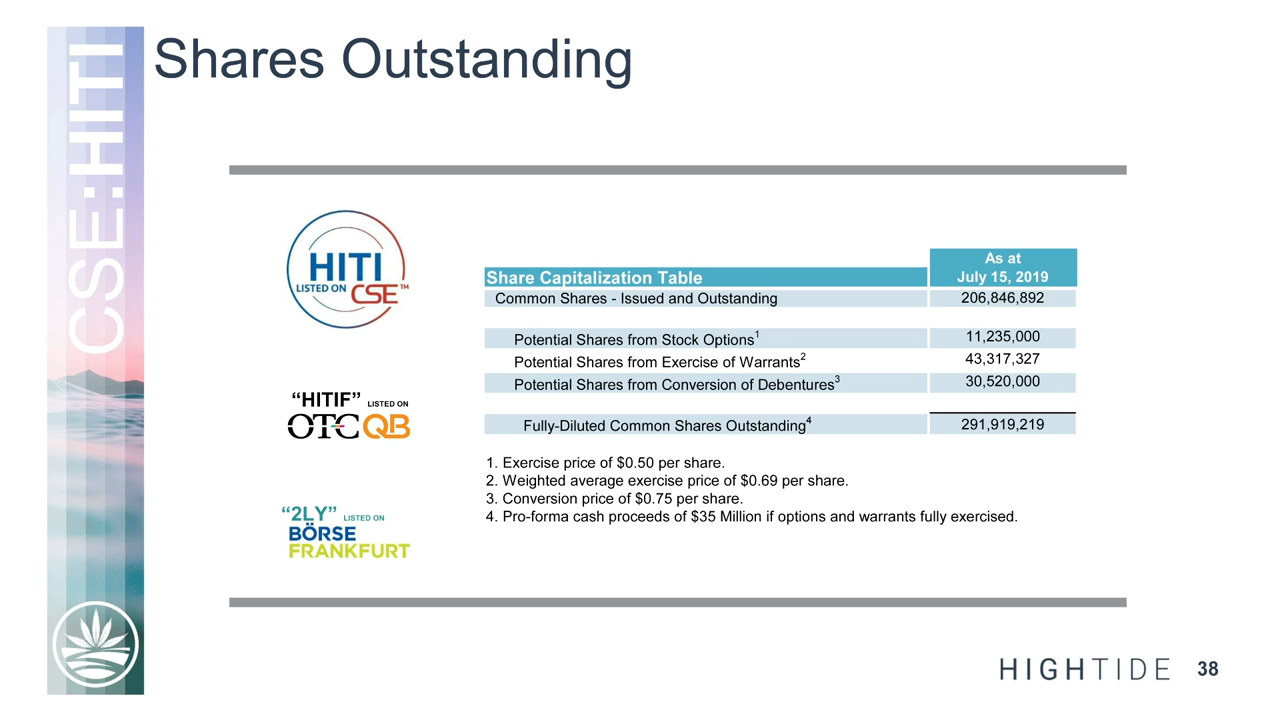 CSE:HITI
Shares Outstanding
HITI
LISTED ON CSE™
“HITIF” LISTED ON
OTCQB
“2LY” LISTED ON
BÖRSE
FRANKFURT
As at
Share Capitalization Table July 15, 2019
Common Shares - Issued and Outstanding 206,846,892
Potential Shares from Stock Options¹ 11,235,000
Potential Shares from Exercise of Warrants² 43,317,327
Potential Shares from Conversion of Debentures³ 30,520,000
Fully-Diluted Common Shares Outstanding⁴ 291,919,219
1. Exercise price of $0.50 per share.
2. Weighted average exercise price of $0.69 per share.
3. Conversion price of $0.75 per share.
4. Pro-forma cash proceeds of $35 Million if options and warrants fully exercised.
HIGHTIDE 38